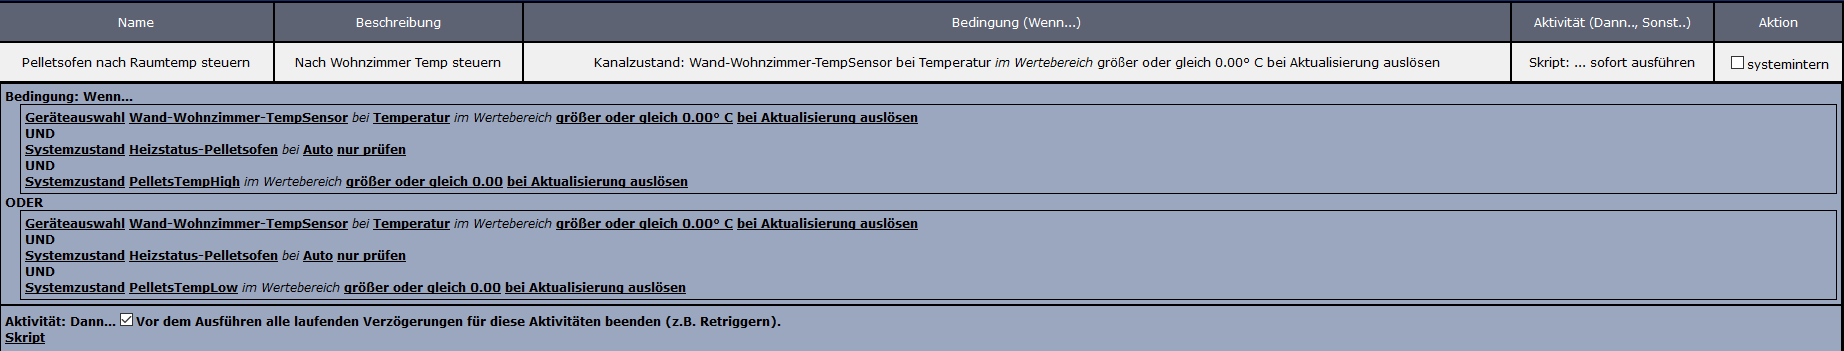 Name Beschreibung Bedingung (Wenn...) Aktivität (Dann.., Sonst..) Aktion
Pelletsofen nach Raumtemp steuern Nach Wohnzimmer Temp steuern Kanalzustand: Wand-Wohnzimmer-TempSensor bei Temperatur im Wertebereich größer oder gleich 0.00° C bei Aktualisierung auslösen Skript: ... sofort ausführen systemintern
Bedingung: Wenn...
Geräteauswahl Wand-Wohnzimmer-TempSensor bei Temperatur im Wertebereich größer oder gleich 0.00° C bei Aktualisierung auslösen
UND
Systemzustand Heizstatus-Pelletsofen bei Auto nur prüfen
UND
Systemzustand PelletsTempHigh im Wertebereich größer oder gleich 0.00 bei Aktualisierung auslösen
ODER
Geräteauswahl Wand-Wohnzimmer-TempSensor bei Temperatur im Wertebereich größer oder gleich 0.00° C bei Aktualisierung auslösen
UND
Systemzustand Heizstatus-Pelletsofen bei Auto nur prüfen
UND
Systemzustand PelletsTempLow im Wertebereich größer oder gleich 0.00 bei Aktualisierung auslösen
Aktivität: Dann... Vor dem Ausführen alle laufenden Verzögerungen für diese Aktivitäten beenden (z.B. Retriggern).
Skript